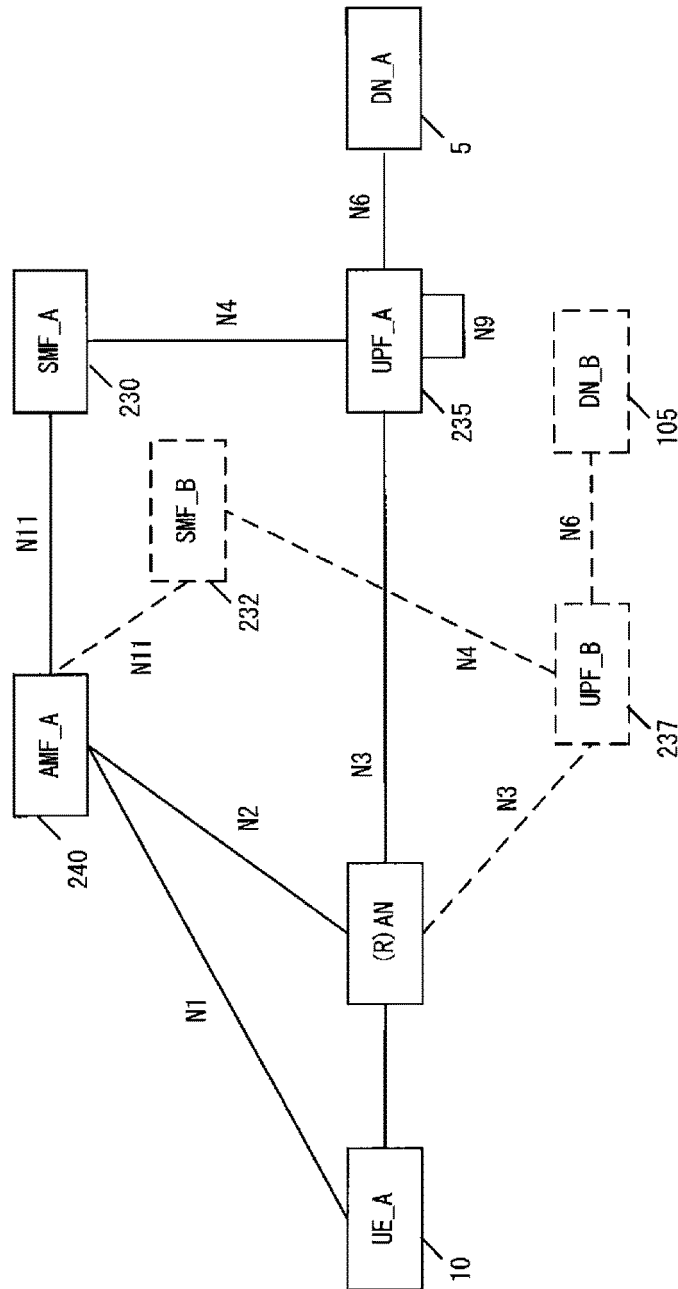 AMF_A
240
N11
SMF_A
230
N11
SMF_B
232
N1
N2
N4
N4
UE_A
10
(R)AN
N3
UPF_A
235
N9
N6
DN_A
5
N3
UPF_B
237
N6
DN_B
105